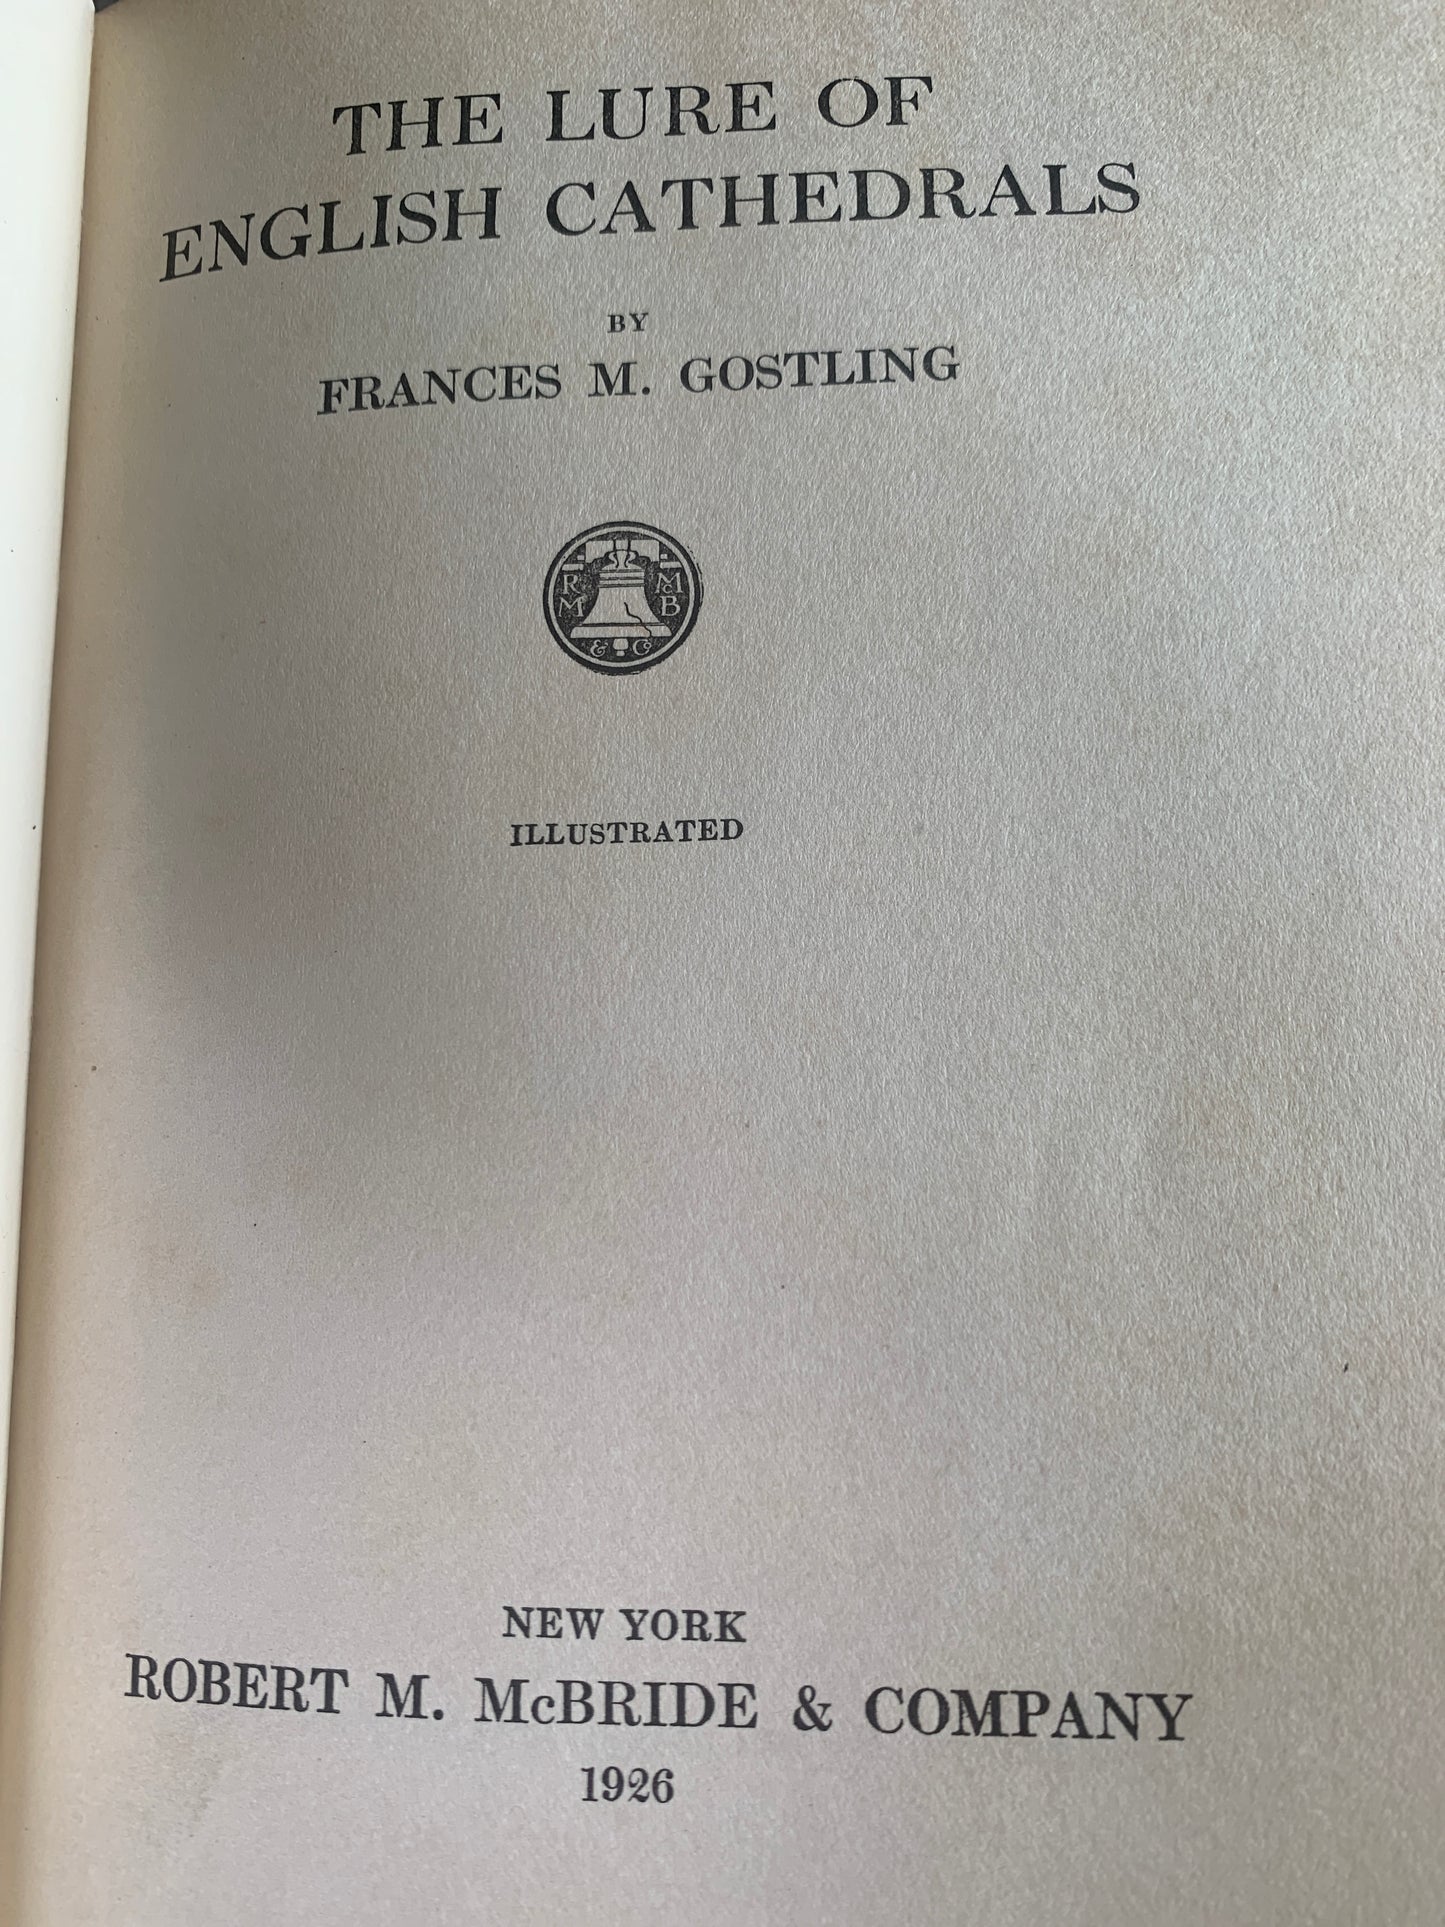 THE LURE OF
ENGLISH CATHEDRALS
BY
FRANCES M. GOSTLING
R Mc
M B
& Co
ILLUSTRATED
NEW YORK
ROBERT M. McBRIDE & COMPANY
1926